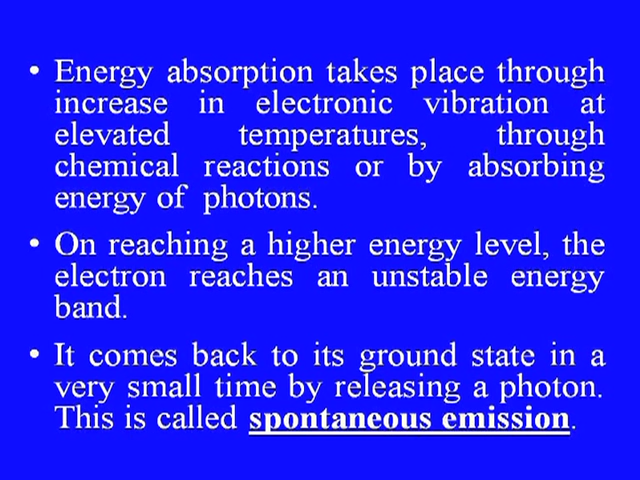 • Energy absorption takes place through
increase in electronic vibration at
elevated temperatures, through
chemical reactions or by absorbing
energy of photons.
• On reaching a higher energy level, the
electron reaches an unstable energy
band.
• It comes back to its ground state in a
very small time by releasing a photon.
This is called spontaneous emission.